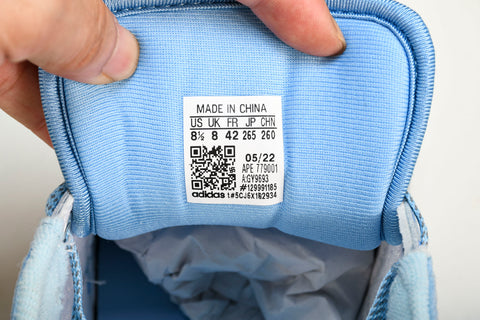 MADE IN CHINA
US UK FR JP CHN
8½ 8 42 265 260
05/22
APE 779001
A:GY9693
#129991185
adidas 1#5CJ6X182934